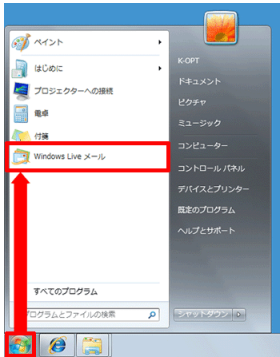 ペイント
はじめに
プロジェクターへの接続
電卓
付箋
Windows Live メール
すべてのプログラム
プログラムとファイルの検索
K-OPT
ドキュメント
ピクチャ
ミュージック
コンピューター
コントロール パネル
デバイスとプリンター
既定のプログラム
ヘルプとサポート
シャットダウン